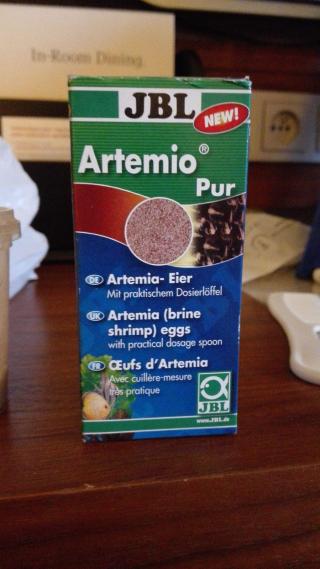 In-Room Dining
JBL
NEW!
Artemio®
Pur
DE Artemia- Eier
Mit praktischem Dosierlöffel
UK Artemia (brine
shrimp) eggs
with practical dosage spoon
FR Œufs d'Artemia
Avec cuillère-mesure
très pratique
JBL
www.JBL.de